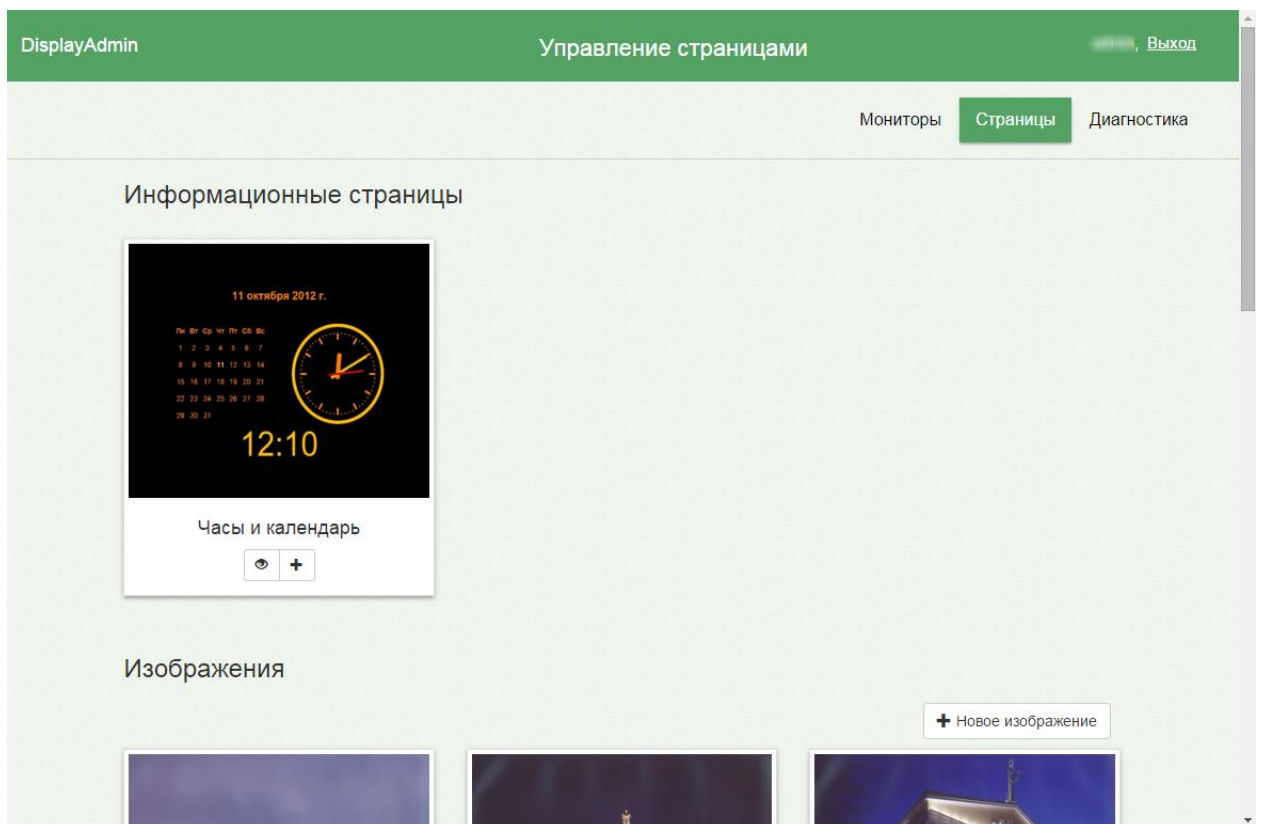 DisplayAdmin
Управление страницами
, Выход
Мониторы
Страницы
Диагностика
Информационные страницы
11 октября 2012 г.
Пн Вт Ср Чт Пт Сб Вс
1 2 3 4 5 6 7
8 9 10 11 12 13 14
15 16 17 18 19 20 21
22 23 24 25 26 27 28
29 30 31
12:10
Часы и календарь
Изображения
+ Новое изображение